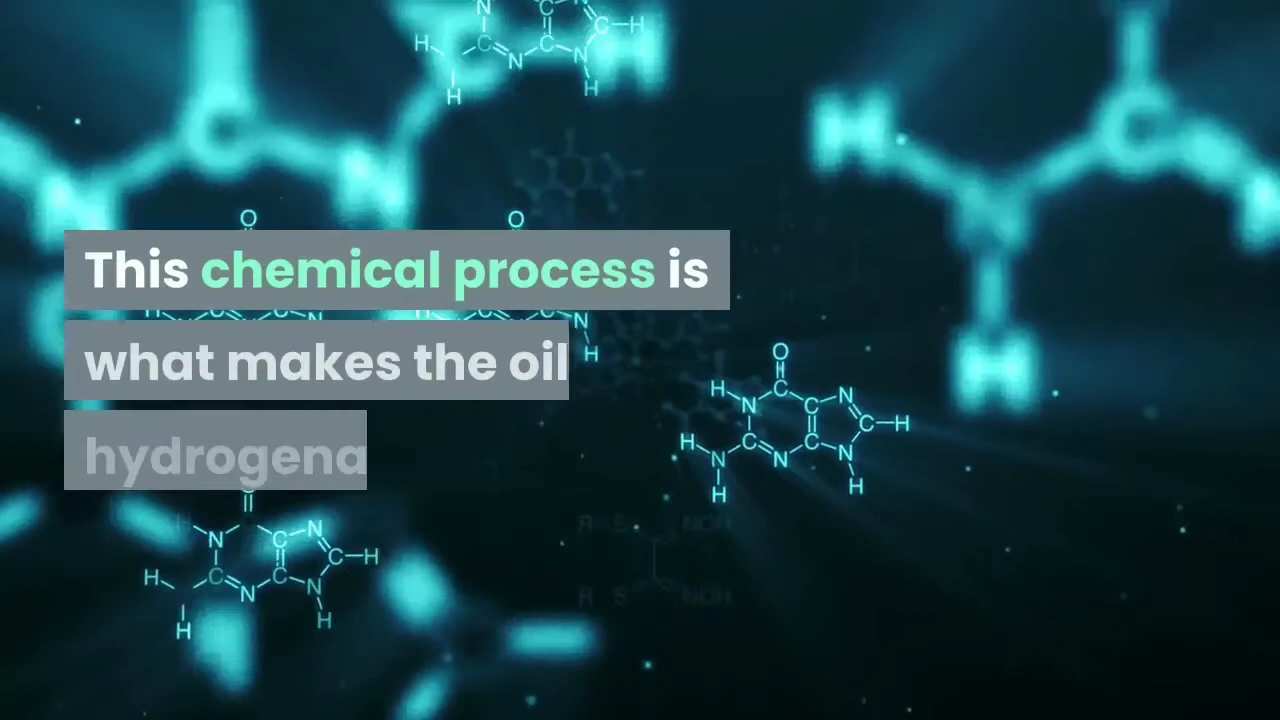 This chemical process is
what makes the oil
hydrogena